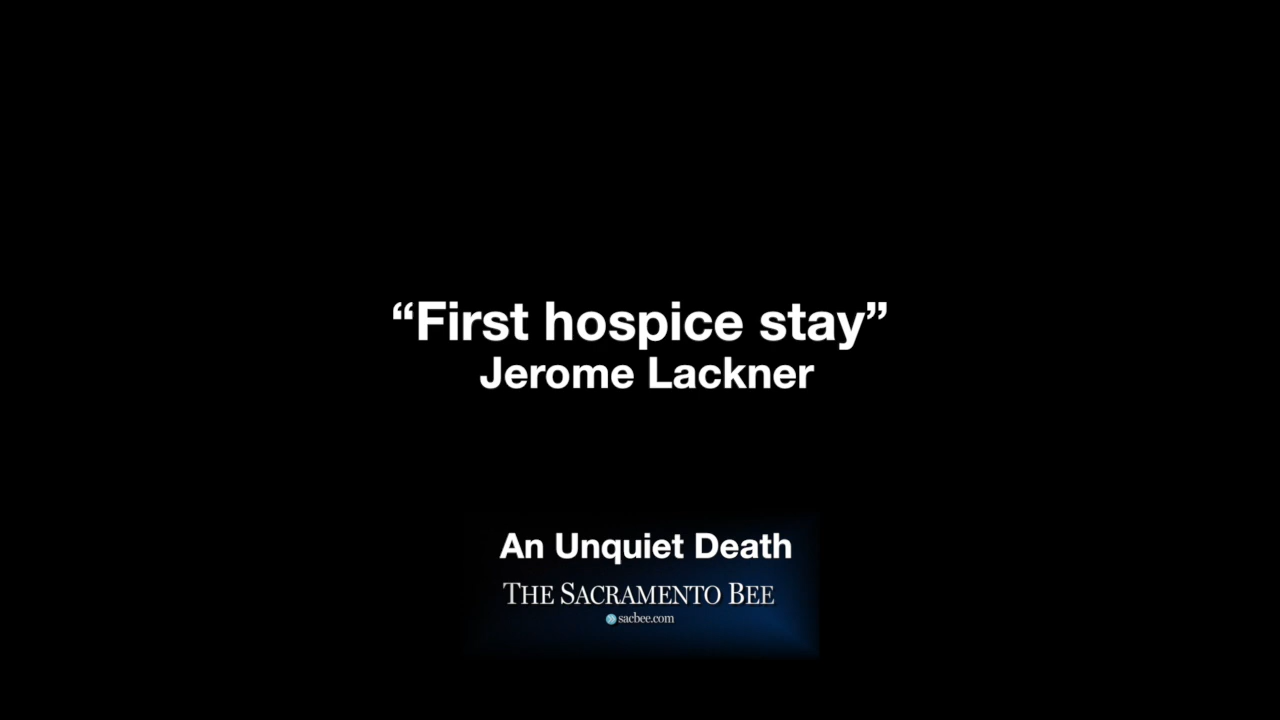 “First hospice stay”
Jerome Lackner
An Unquiet Death
THE SACRAMENTO BEE
sacbee.com